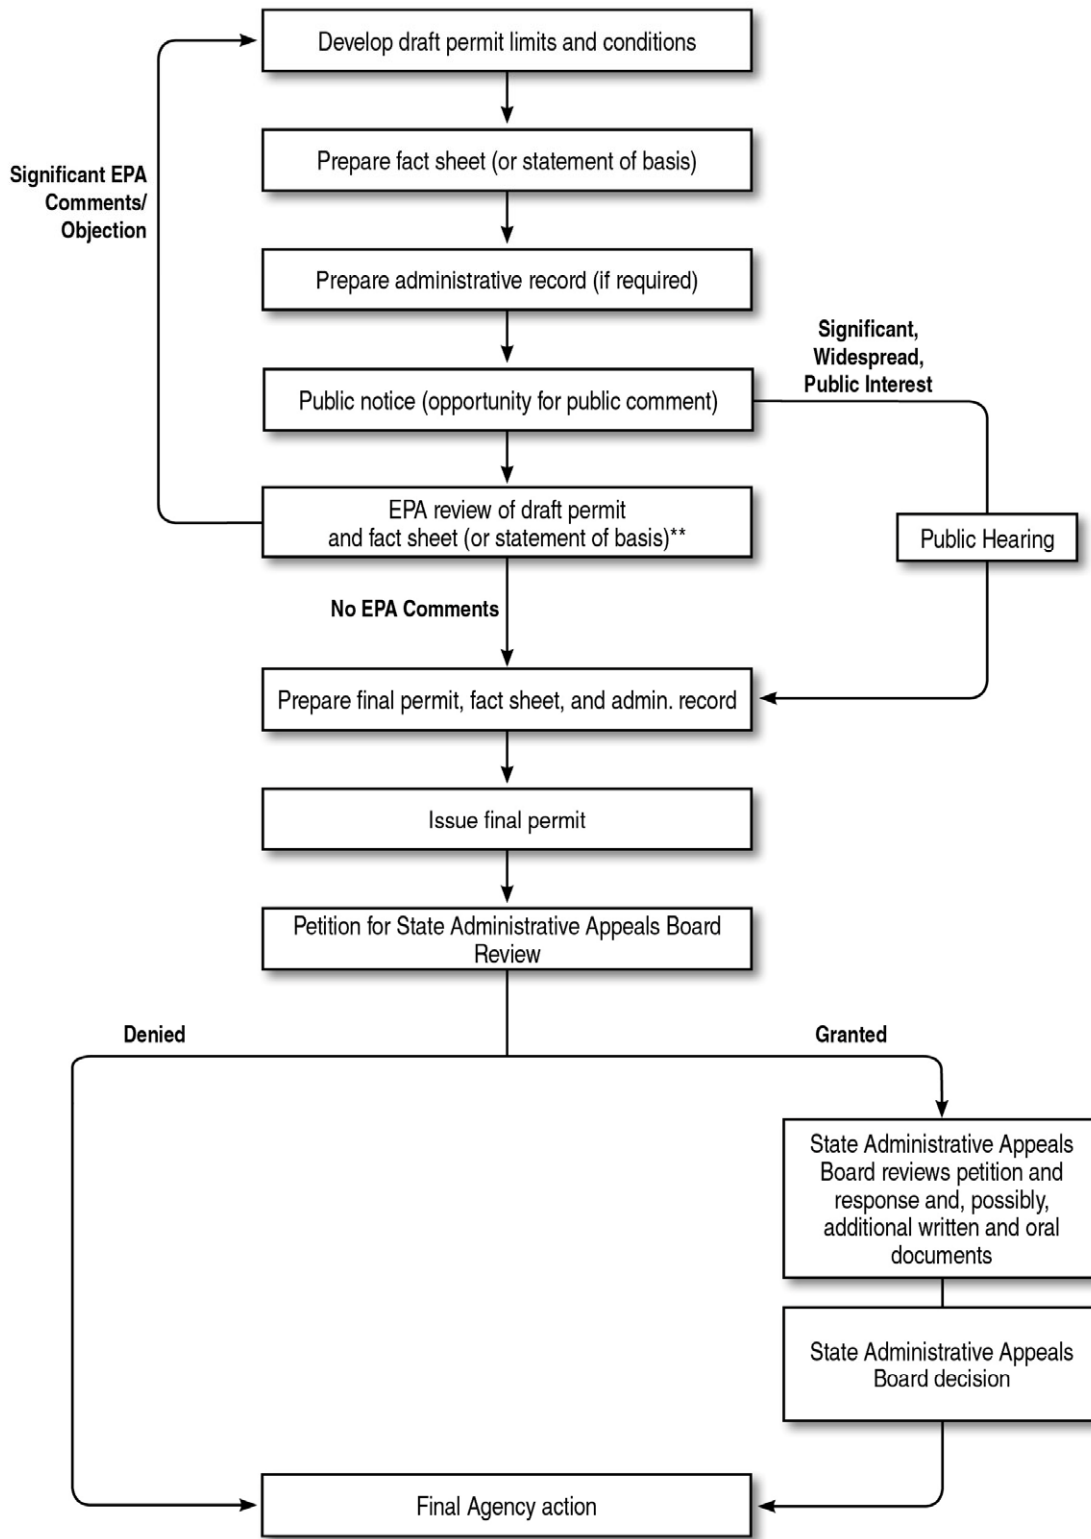 Develop draft permit limits and conditions
Prepare fact sheet (or statement of basis)
Significant EPA
Comments/
Objection
Prepare administrative record (if required)
Significant,
Widespread,
Public Interest
Public notice (opportunity for public comment)
EPA review of draft permit
and fact sheet (or statement of basis)**
Public Hearing
No EPA Comments
Prepare final permit, fact sheet, and admin. record
Issue final permit
Petition for State Administrative Appeals Board
Review
Denied
Granted
State Administrative Appeals
Board reviews petition and
response and, possibly,
additional written and oral
documents
State Administrative Appeals
Board decision
Final Agency action